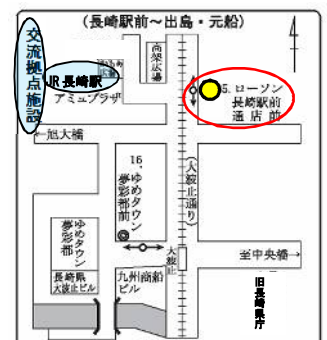 (長崎駅前～出島・元船)
交流拠点施設
高架広場
JR 長崎駅
アミュプラザ
5. ローソン
長崎駅前
通店前
←旭大橋
16.
ゆめタウン
夢彩都前
(大波止通り)
ゆめタウン
夢彩都
大波止
至中央橋→
長崎県
大波止ビル
九州商船
ビル
旧長崎県庁